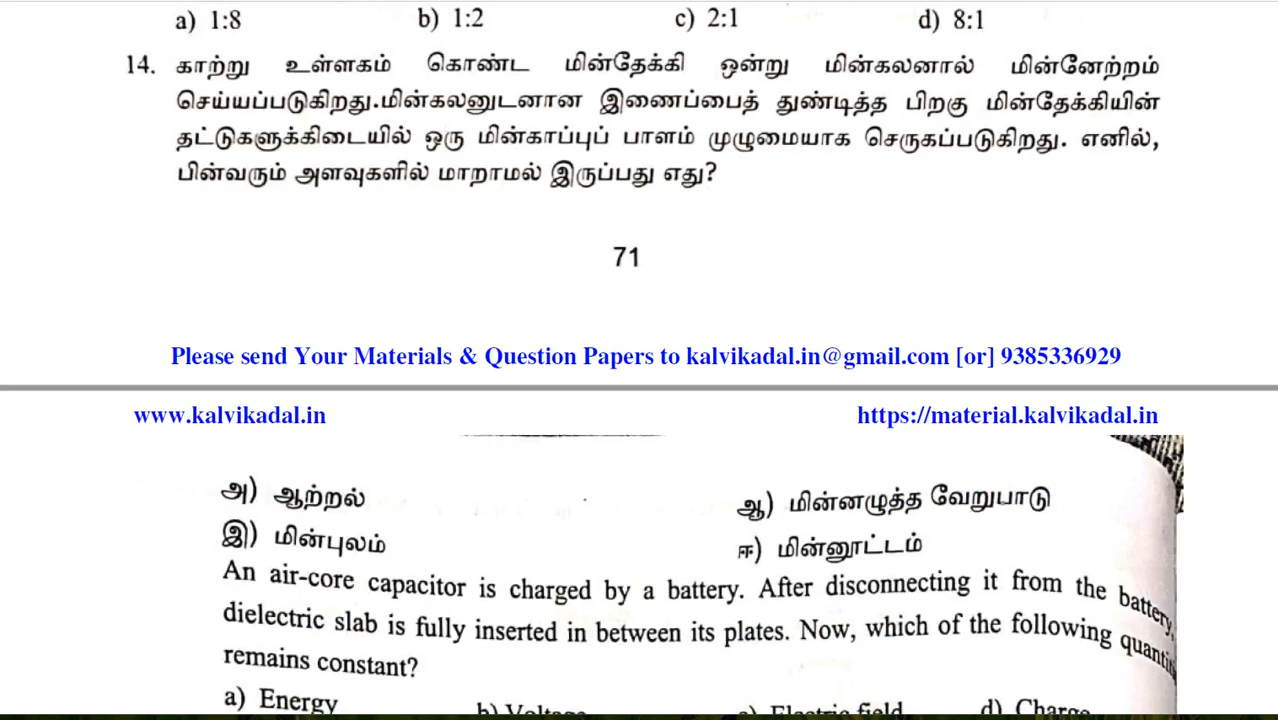 a) 1:8 b) 1:2 c) 2:1 d) 8:1
14. காற்று உள்ளகம் கொண்ட மின்தேக்கி ஒன்று மின்கலனால் மின்னேற்றம்
செய்யப்படுகிறது.மின்கலனுடனான இணைப்பைத் துண்டித்த பிறகு மின்தேக்கியின்
தட்டுகளுக்கிடையில் ஒரு மின்காப்புப் பாளம் முழுமையாக செருகப்படுகிறது. எனில்,
பின்வரும் அளவுகளில் மாறாமல் இருப்பது எது?
71
Please send Your Materials & Question Papers to kalvikadal.in@gmail.com [or] 9385336929
www.kalvikadal.in https://material.kalvikadal.in
அ) ஆற்றல் ஆ) மின்னழுத்த வேறுபாடு
இ) மின்புலம் ஈ) மின்னூட்டம்
An air-core capacitor is charged by a battery. After disconnecting it from the battery,
dielectric slab is fully inserted in between its plates. Now, which of the following
remains constant?
a) Energy b) Voltage c) Electric field d) Charge